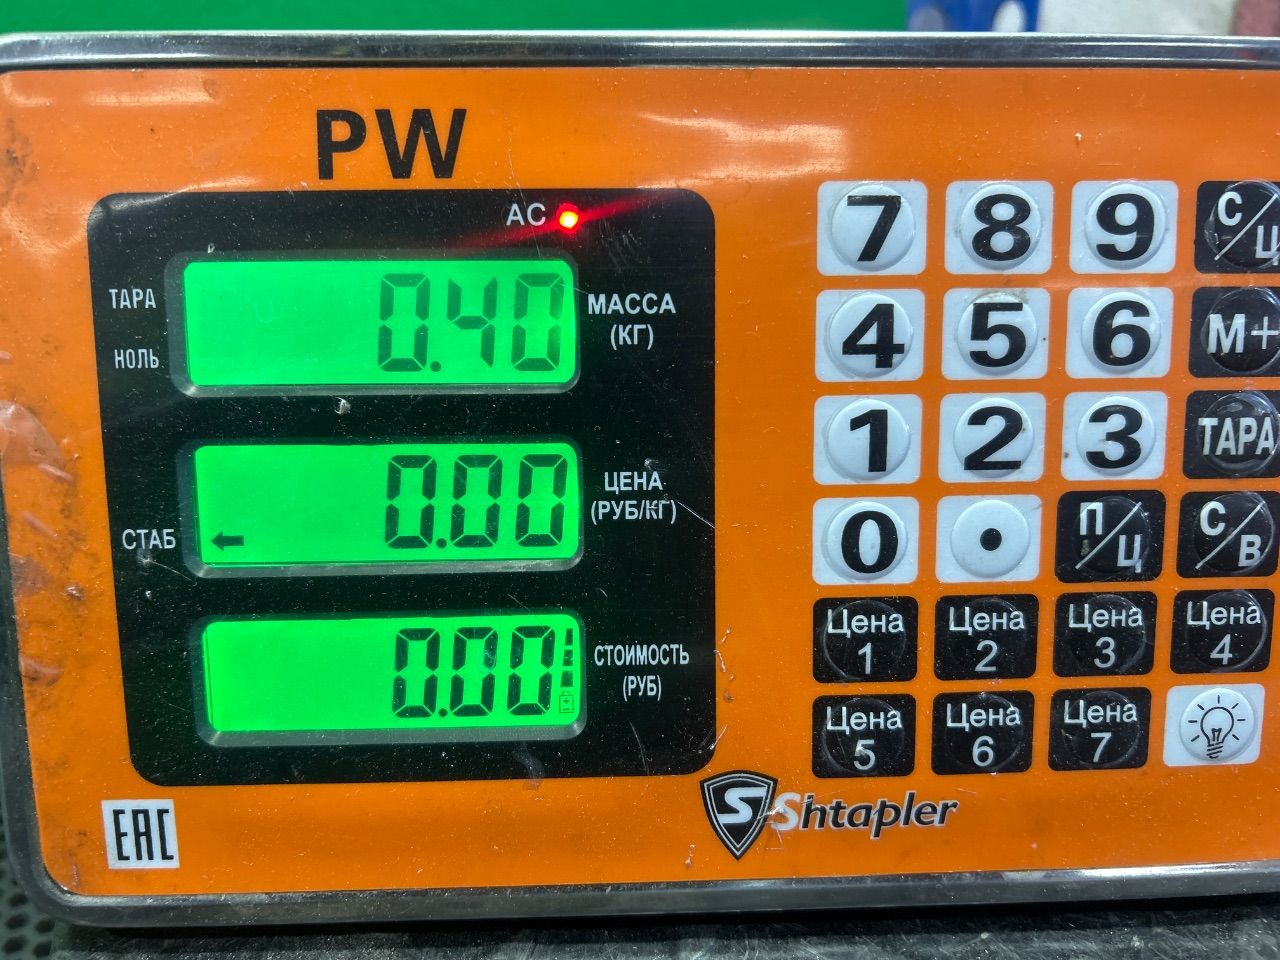 PW
AC
ТАРА
НОЛЬ
0.40
МАССА
(КГ)
СТАБ
0.00
ЦЕНА
(РУБ/КГ)
0.00
СТОИМОСТЬ
(РУБ)
7 8 9 С/Ц
4 5 6 М+
1 2 3 ТАРА
0 . П/Ц С/В
Цена 1 Цена 2 Цена 3 Цена 4
Цена 5 Цена 6 Цена 7
EAC
S Shtapler